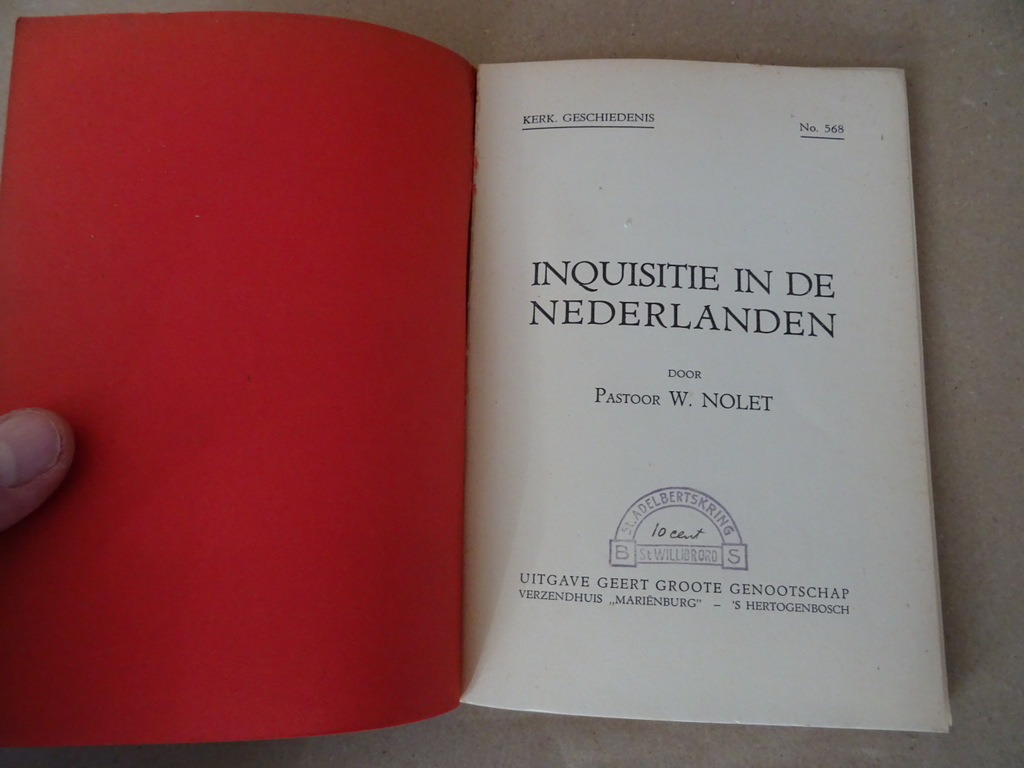 KERK. GESCHIEDENIS
No. 568
INQUISITIE IN DE
NEDERLANDEN
DOOR
PASTOOR W. NOLET
St. ADELBERTSKRING
10 cent
B St WILLIBRORD S
UITGAVE GEERT GROOTE GENOOTSCHAP
VERZENDHUIS „MARIËNBURG" – 'S HERTOGENBOSCH